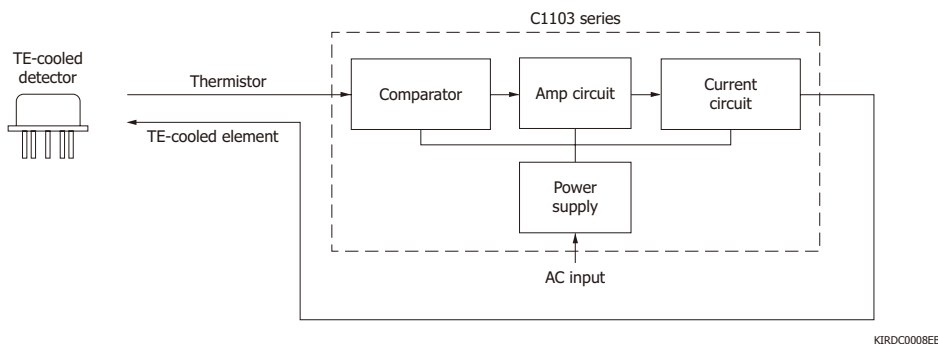 C1103 series
TE-cooled
detector
Thermistor
Comparator
Amp circuit
Current
circuit
TE-cooled element
Power
supply
AC input
KIRDC0008EE